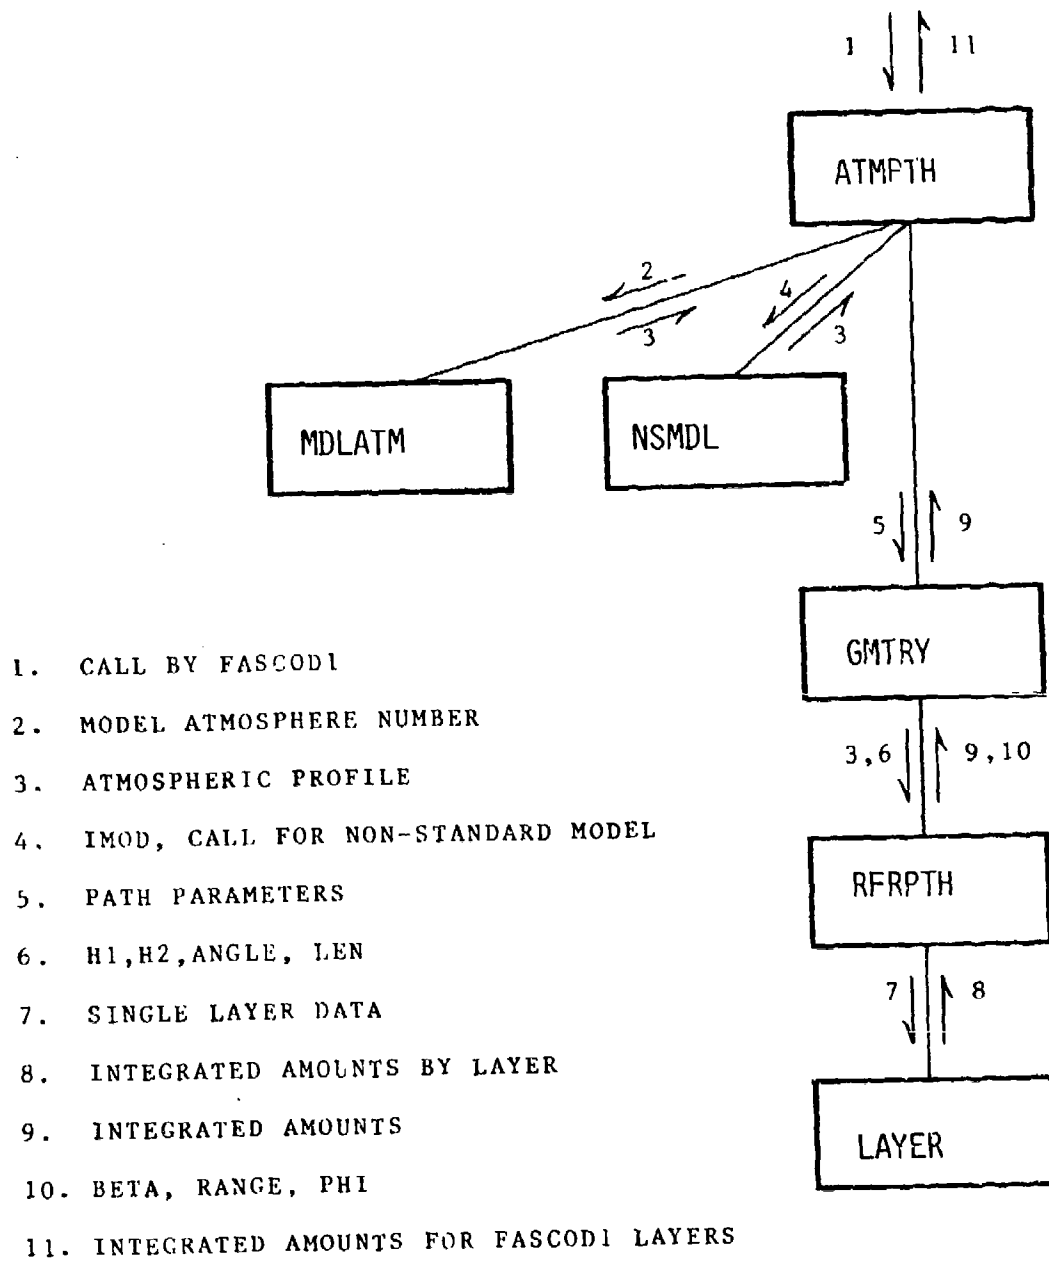 1 11
ATMPTH
2
3
4
3
MDLATM
NSMDL
5 9
GMTRY
3,6 9,10
RFRPTH
7 8
LAYER
1. CALL BY FASCOD1
2. MODEL ATMOSPHERE NUMBER
3. ATMOSPHERIC PROFILE
4. IMOD, CALL FOR NON-STANDARD MODEL
5. PATH PARAMETERS
6. H1,H2,ANGLE, LEN
7. SINGLE LAYER DATA
8. INTEGRATED AMOUNTS BY LAYER
9. INTEGRATED AMOUNTS
10. BETA, RANGE, PHI
11. INTEGRATED AMOUNTS FOR FASCOD1 LAYERS